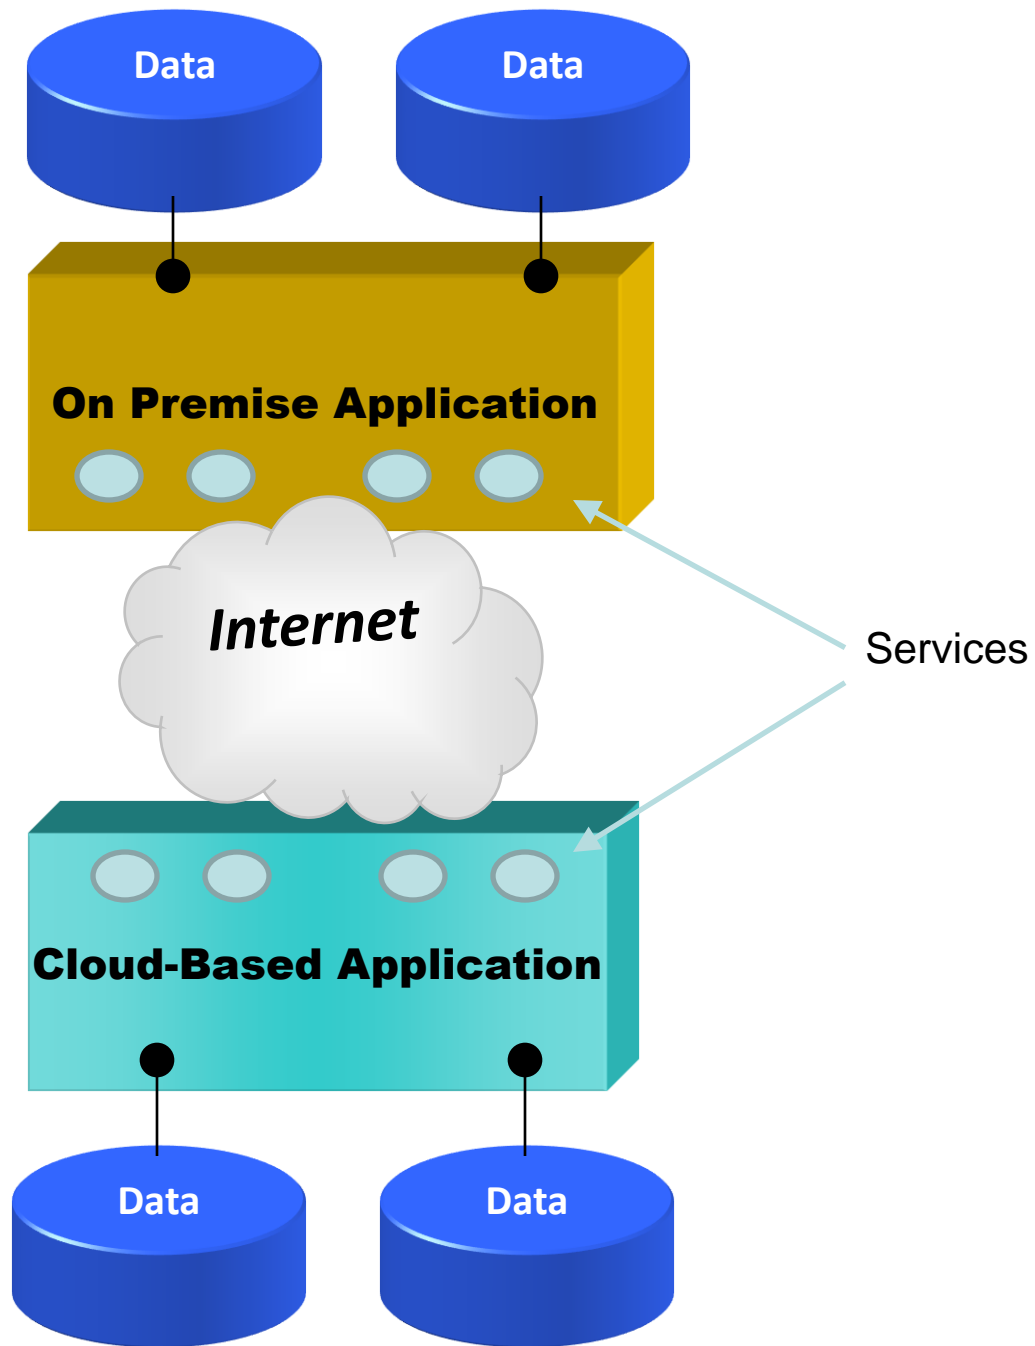 Data
Data
On Premise Application
Internet
Services
Cloud-Based Application
Data
Data